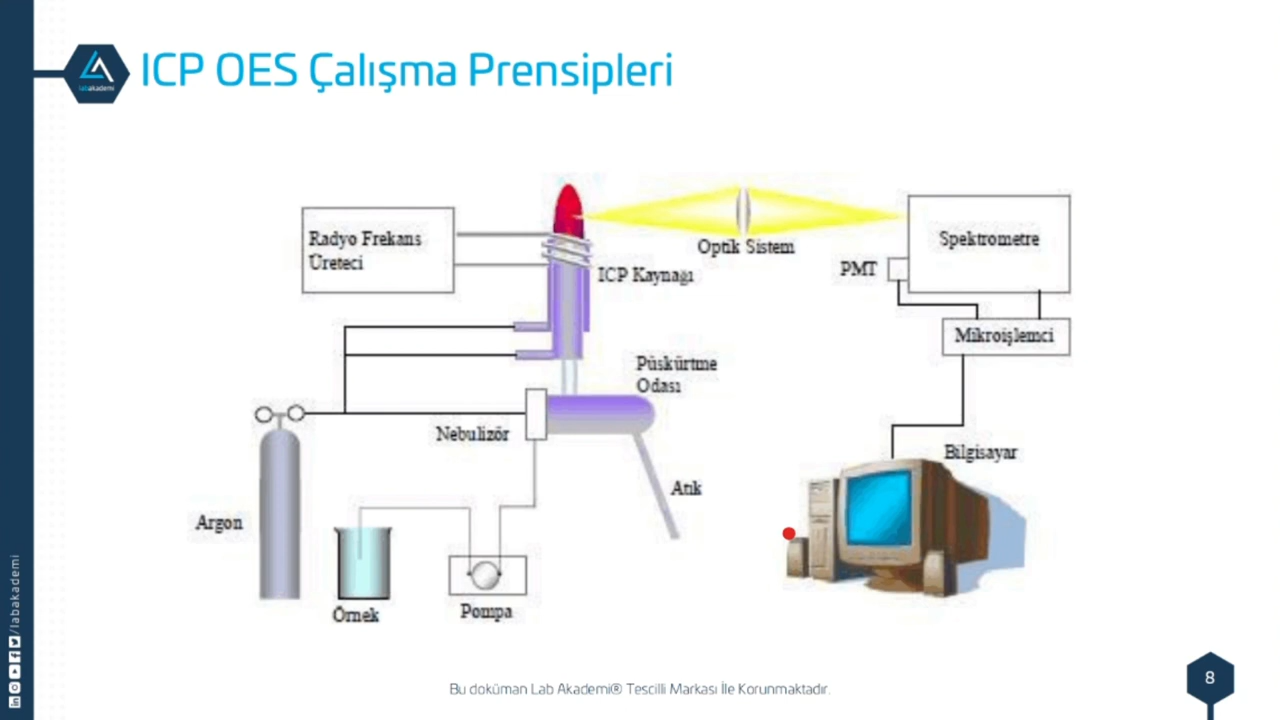 ICP OES Çalışma Prensipleri
labakademi
Radyo Frekans
Üreteci
ICP Kaynağı
Optik Sistem
Spektrometre
PMT
Mikroişlemci
Püskürtme
Odası
Nebulizör
Bilgisayar
Atık
Argon
Örnek
Pompa
/labakademi
Bu doküman Lab Akademi® Tescilli Markası İle Korunmaktadır.
8